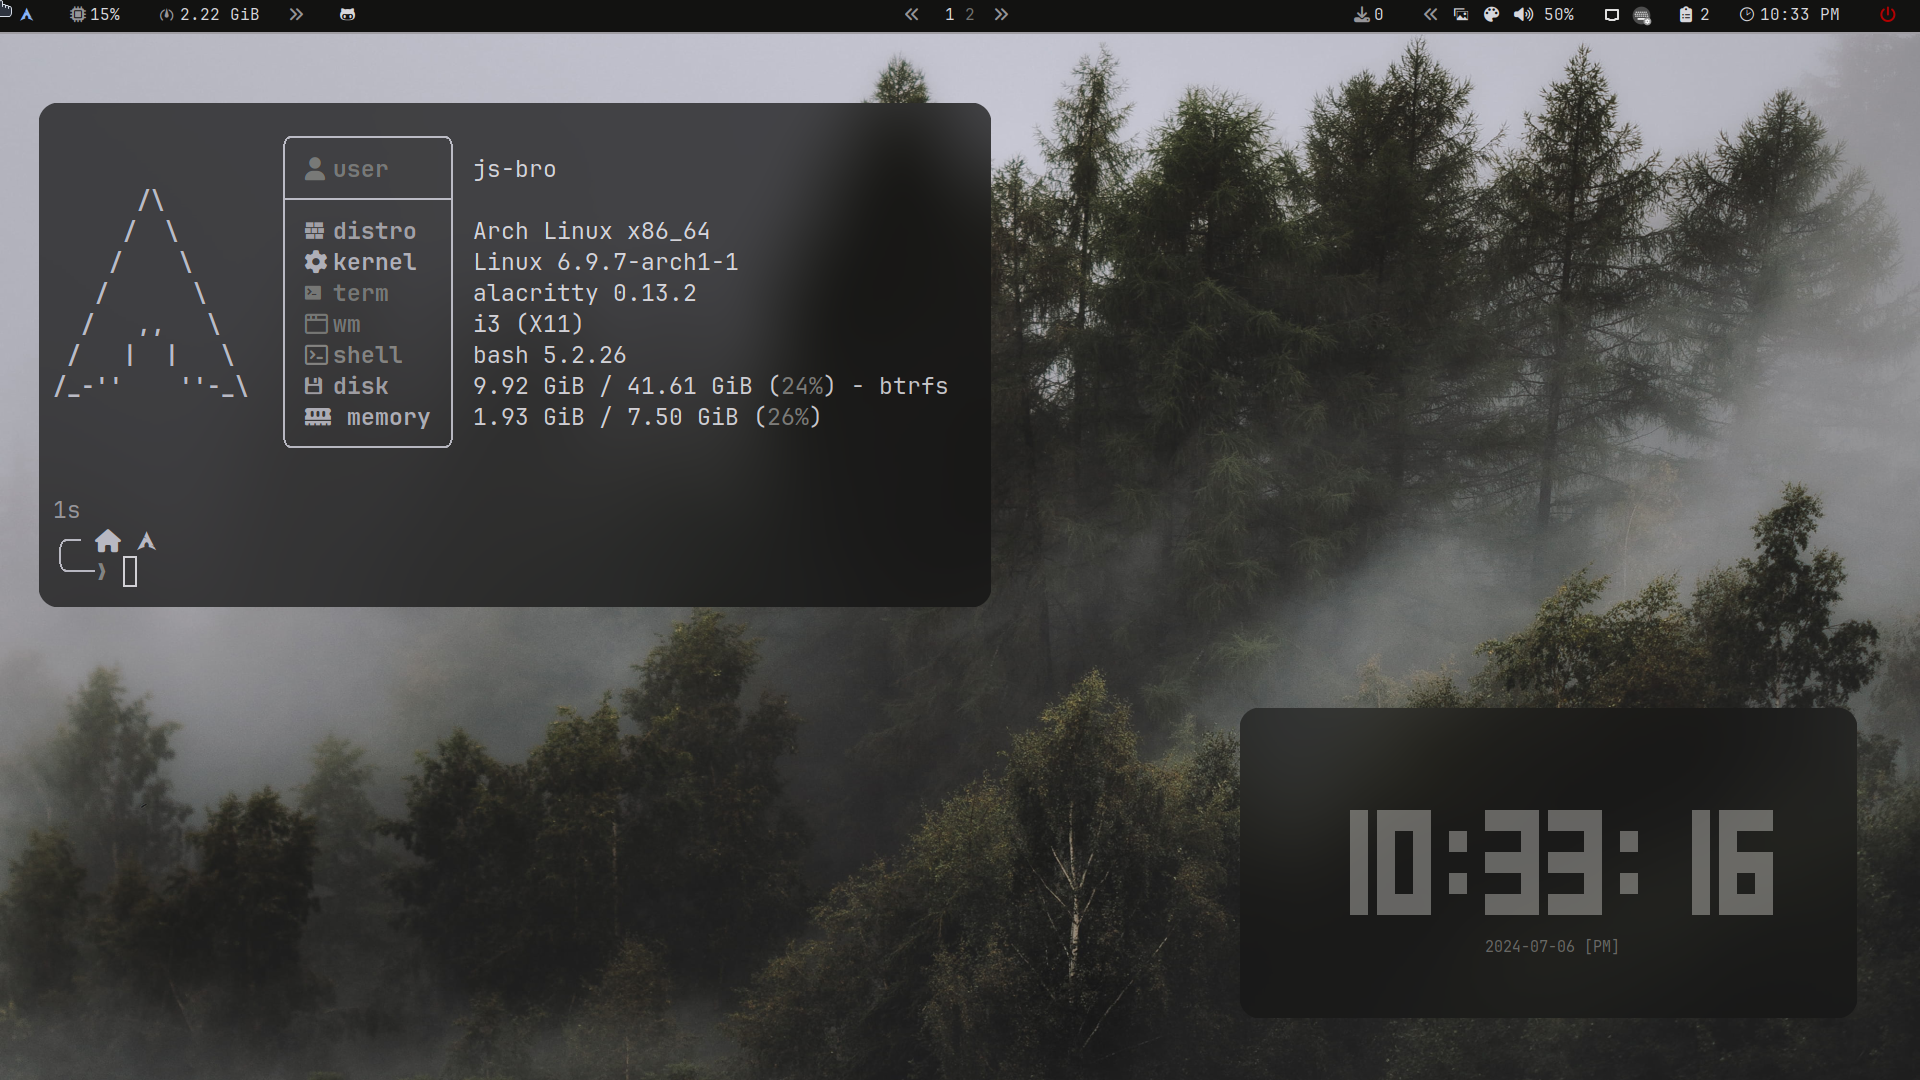 15% 2.22 GiB 1 2 0 50% 2 10:33 PM
user js-bro
distro Arch Linux x86_64
kernel Linux 6.9.7-arch1-1
term alacritty 0.13.2
wm i3 (X11)
shell bash 5.2.26
disk 9.92 GiB / 41.61 GiB (24%) - btrfs
memory 1.93 GiB / 7.50 GiB (26%)
1s
10:33:16
2024-07-06 [PM]